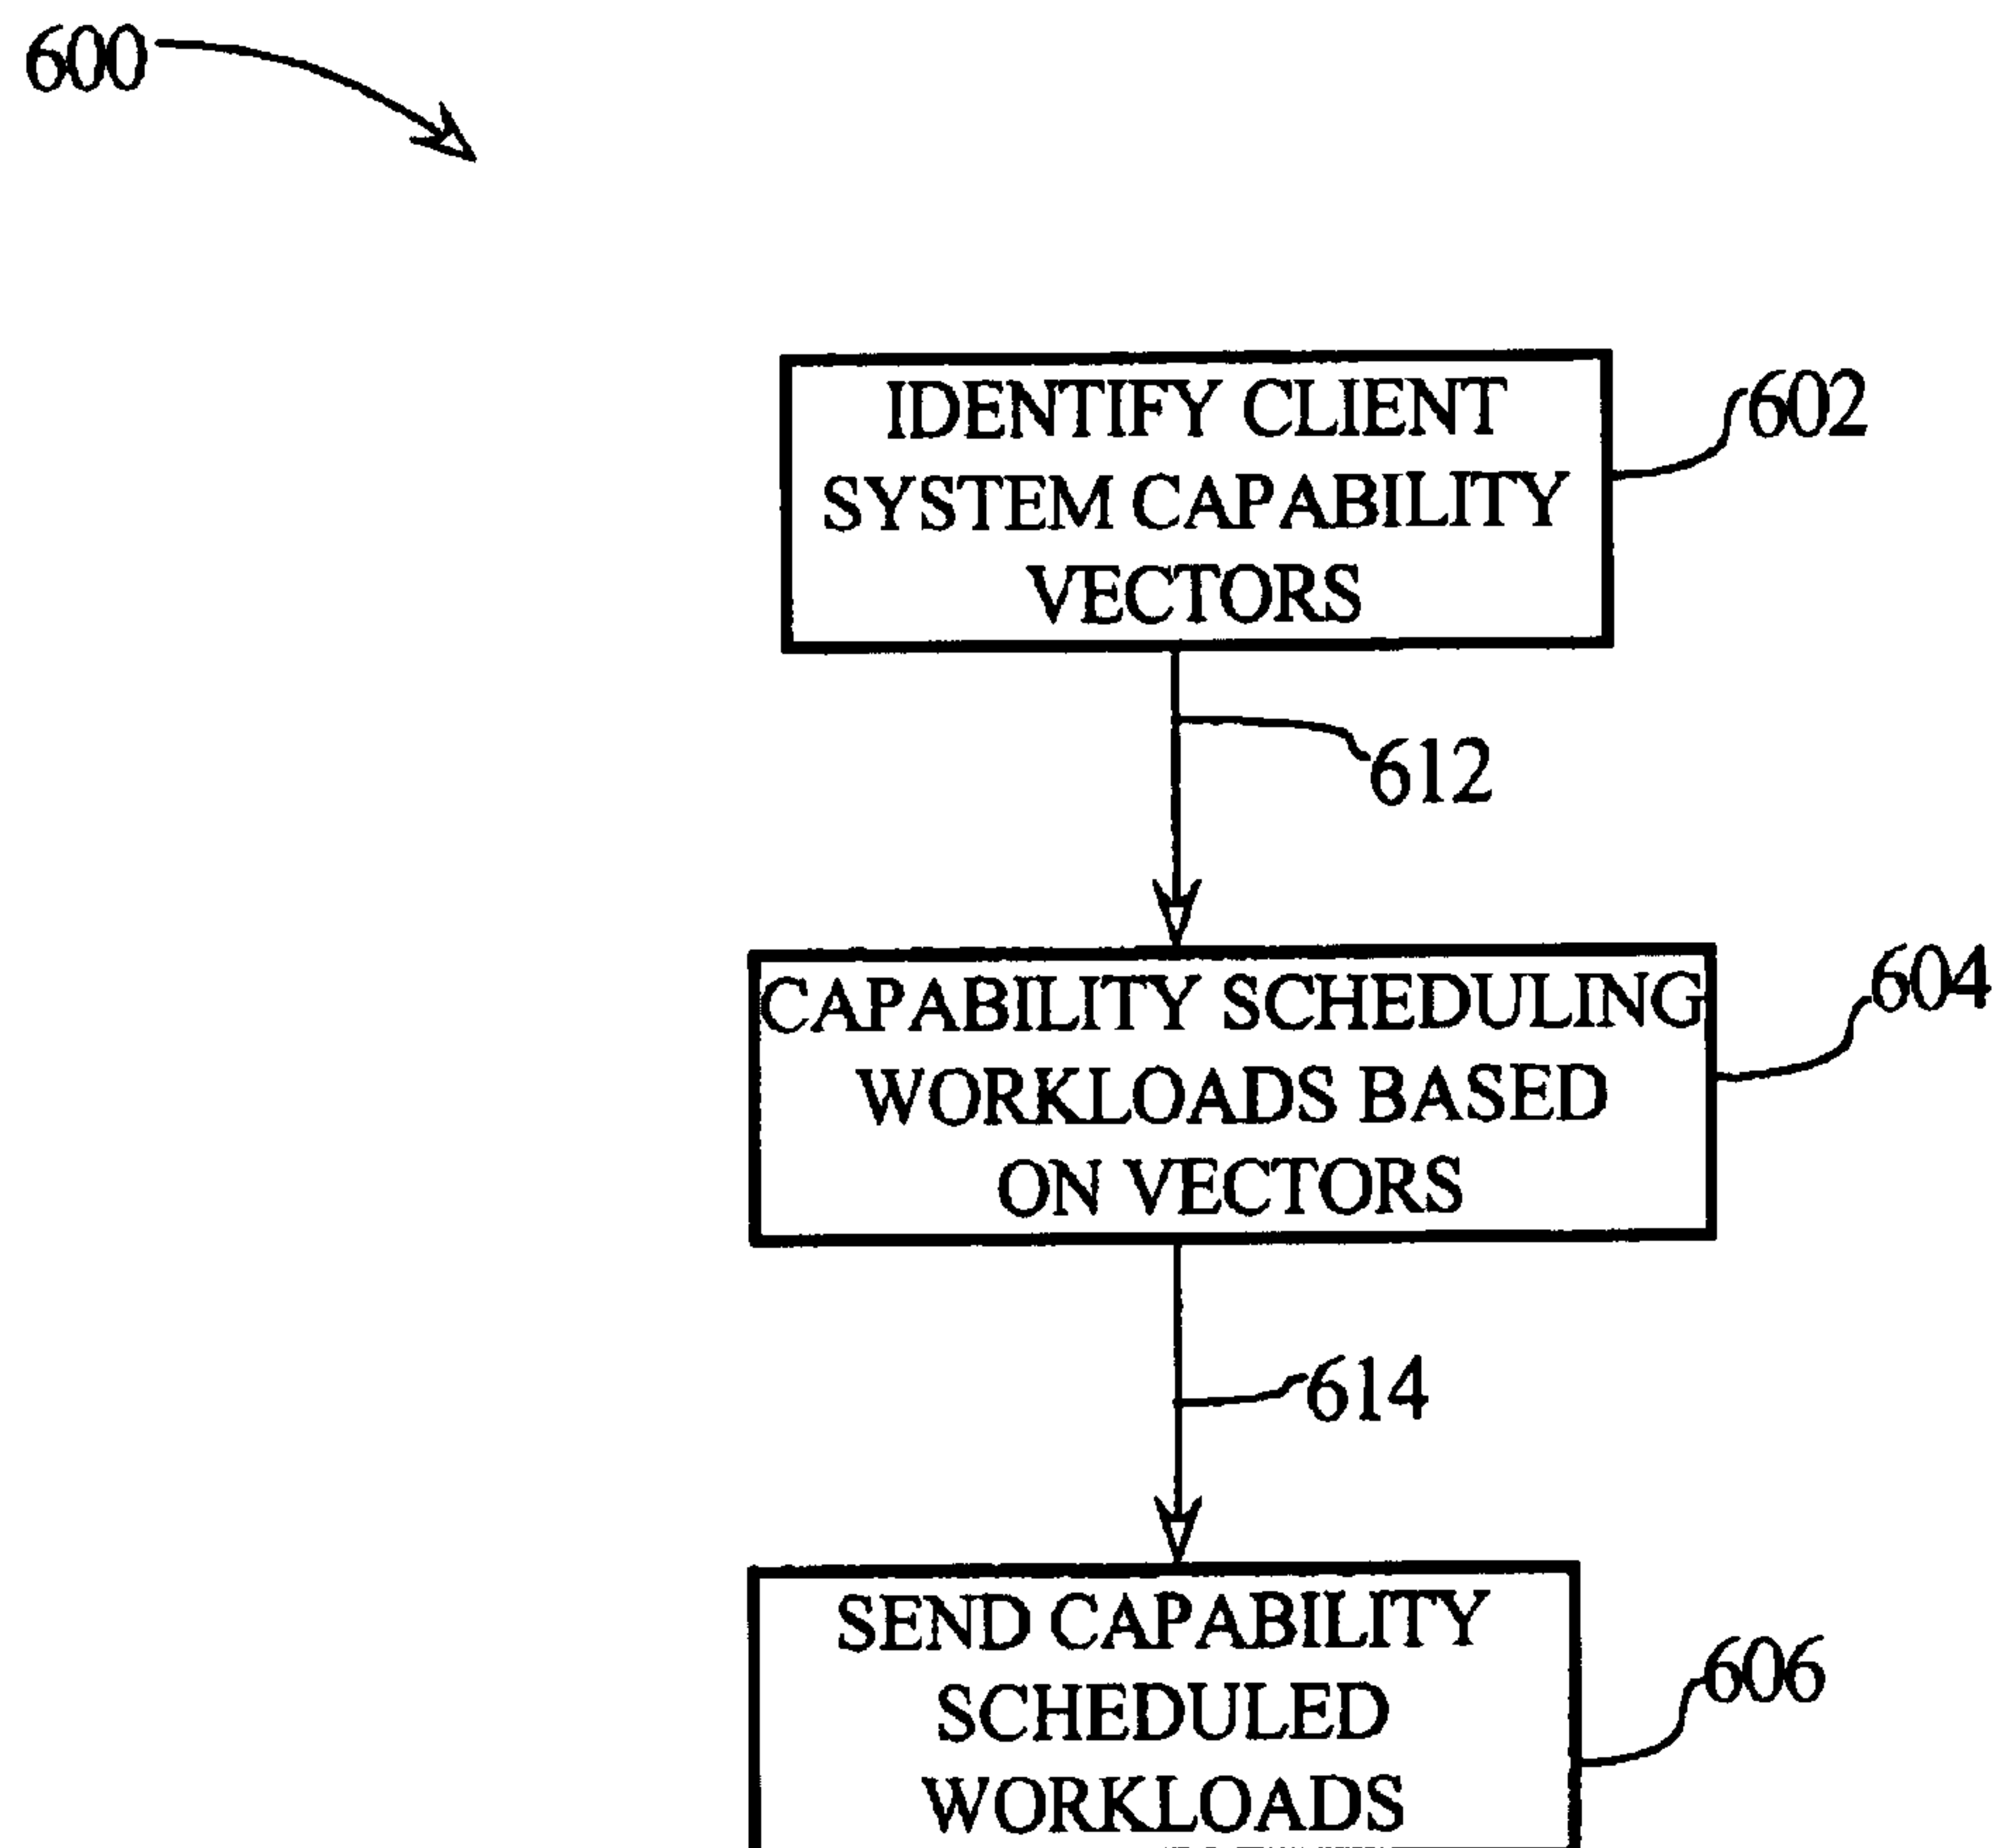 600
IDENTIFY CLIENT
SYSTEM CAPABILITY
VECTORS
602
612
CAPABILITY SCHEDULING
WORKLOADS BASED
ON VECTORS
604
614
SEND CAPABILITY
SCHEDULED
WORKLOADS
606